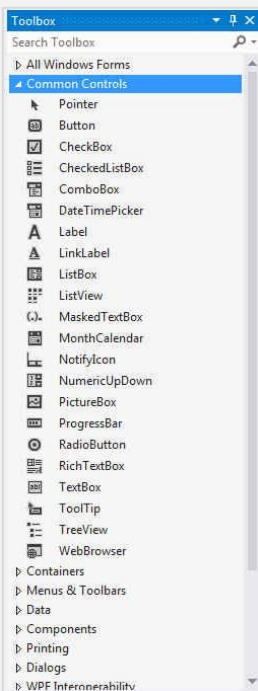 Toolbox
Search Toolbox
All Windows Forms
Common Controls
Pointer
Button
CheckBox
CheckedListBox
ComboBox
DateTimePicker
Label
LinkLabel
ListBox
ListView
MaskedTextBox
MonthCalendar
NotifyIcon
NumericUpDown
PictureBox
ProgressBar
RadioButton
RichTextBox
TextBox
ToolTip
TreeView
WebBrowser
Containers
Menus & Toolbars
Data
Components
Printing
Dialogs
WPF Interoperability